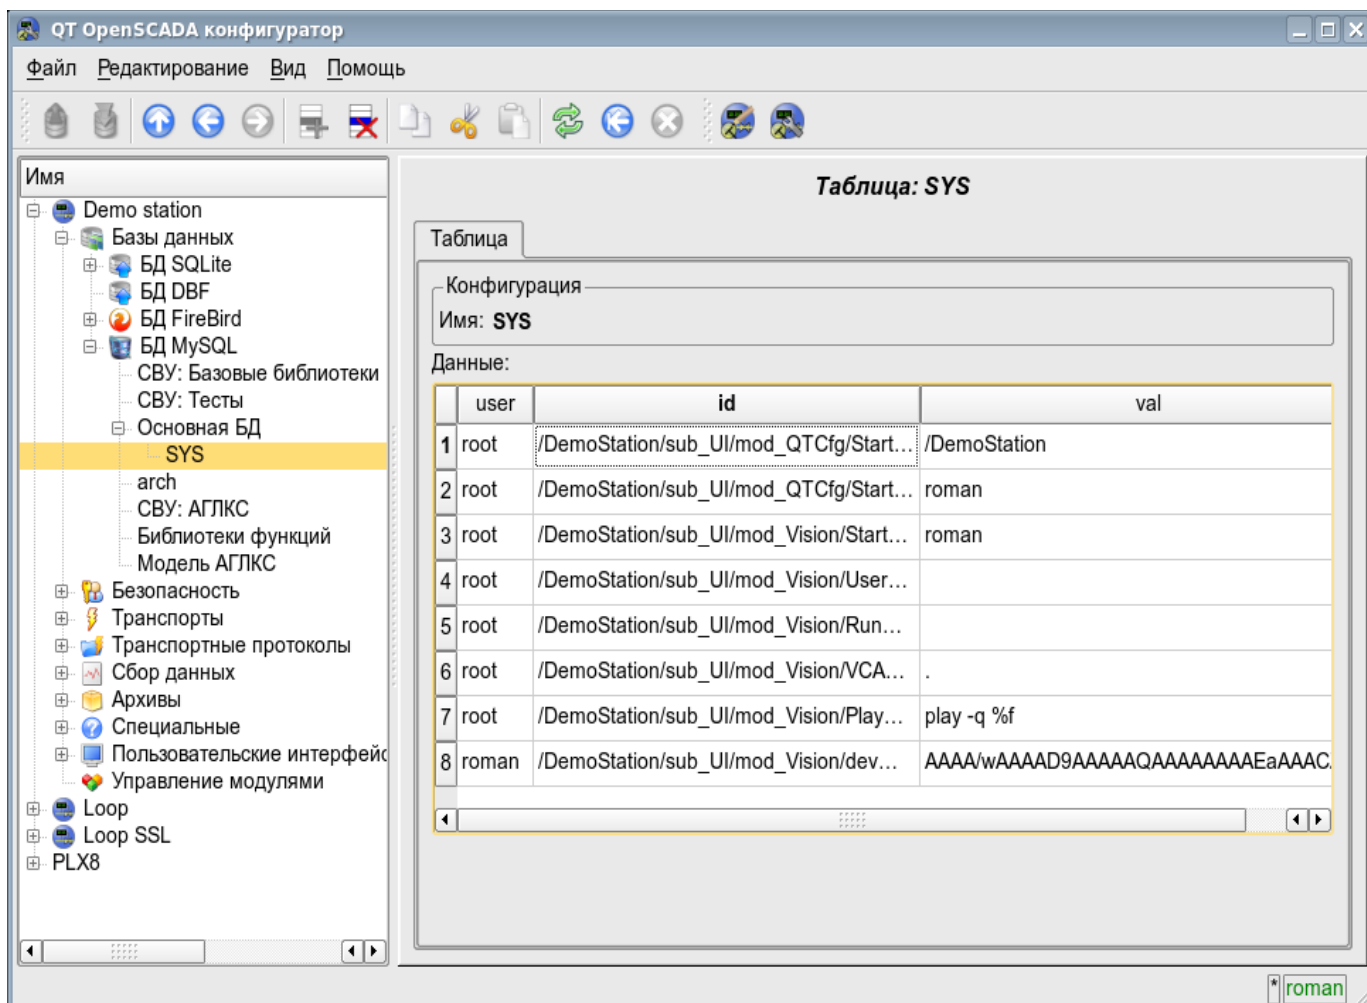 QT OpenSCADA конфигуратор
Файл Редактирование Вид Помощь
Имя
Demo station
Базы данных
БД SQLite
БД DBF
БД FireBird
БД MySQL
СВУ: Базовые библиотеки
СВУ: Тесты
Основная БД
SYS
arch
СВУ: АГЛКС
Библиотеки функций
Модель АГЛКС
Безопасность
Транспорты
Транспортные протоколы
Сбор данных
Архивы
Специальные
Пользовательские интерфейс
Управление модулями
Loop
Loop SSL
PLX8
Таблица: SYS
Таблица
Конфигурация
Имя: SYS
Данные:
user id val
1 root /DemoStation/sub_UI/mod_QTCfg/Start... /DemoStation
2 root /DemoStation/sub_UI/mod_QTCfg/Start... roman
3 root /DemoStation/sub_UI/mod_Vision/Start... roman
4 root /DemoStation/sub_UI/mod_Vision/User...
5 root /DemoStation/sub_UI/mod_Vision/Run...
6 root /DemoStation/sub_UI/mod_Vision/VCA... .
7 root /DemoStation/sub_UI/mod_Vision/Play... play -q %f
8 roman /DemoStation/sub_UI/mod_Vision/dev... AAAA/wAAAAD9AAAAAQAAAAAAAAEaAAAC
* roman